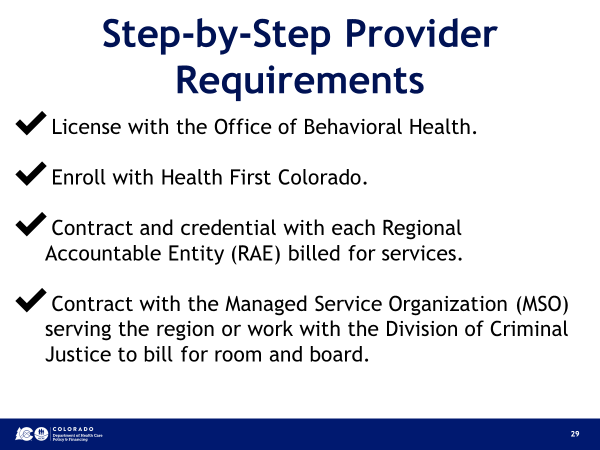 Step-by-Step Provider
Requirements
License with the Office of Behavioral Health.
Enroll with Health First Colorado.
Contract and credential with each Regional
Accountable Entity (RAE) billed for services.
Contract with the Managed Service Organization (MSO)
serving the region or work with the Division of Criminal
Justice to bill for room and board.
COLORADO
Department of Health Care
Policy & Financing
29